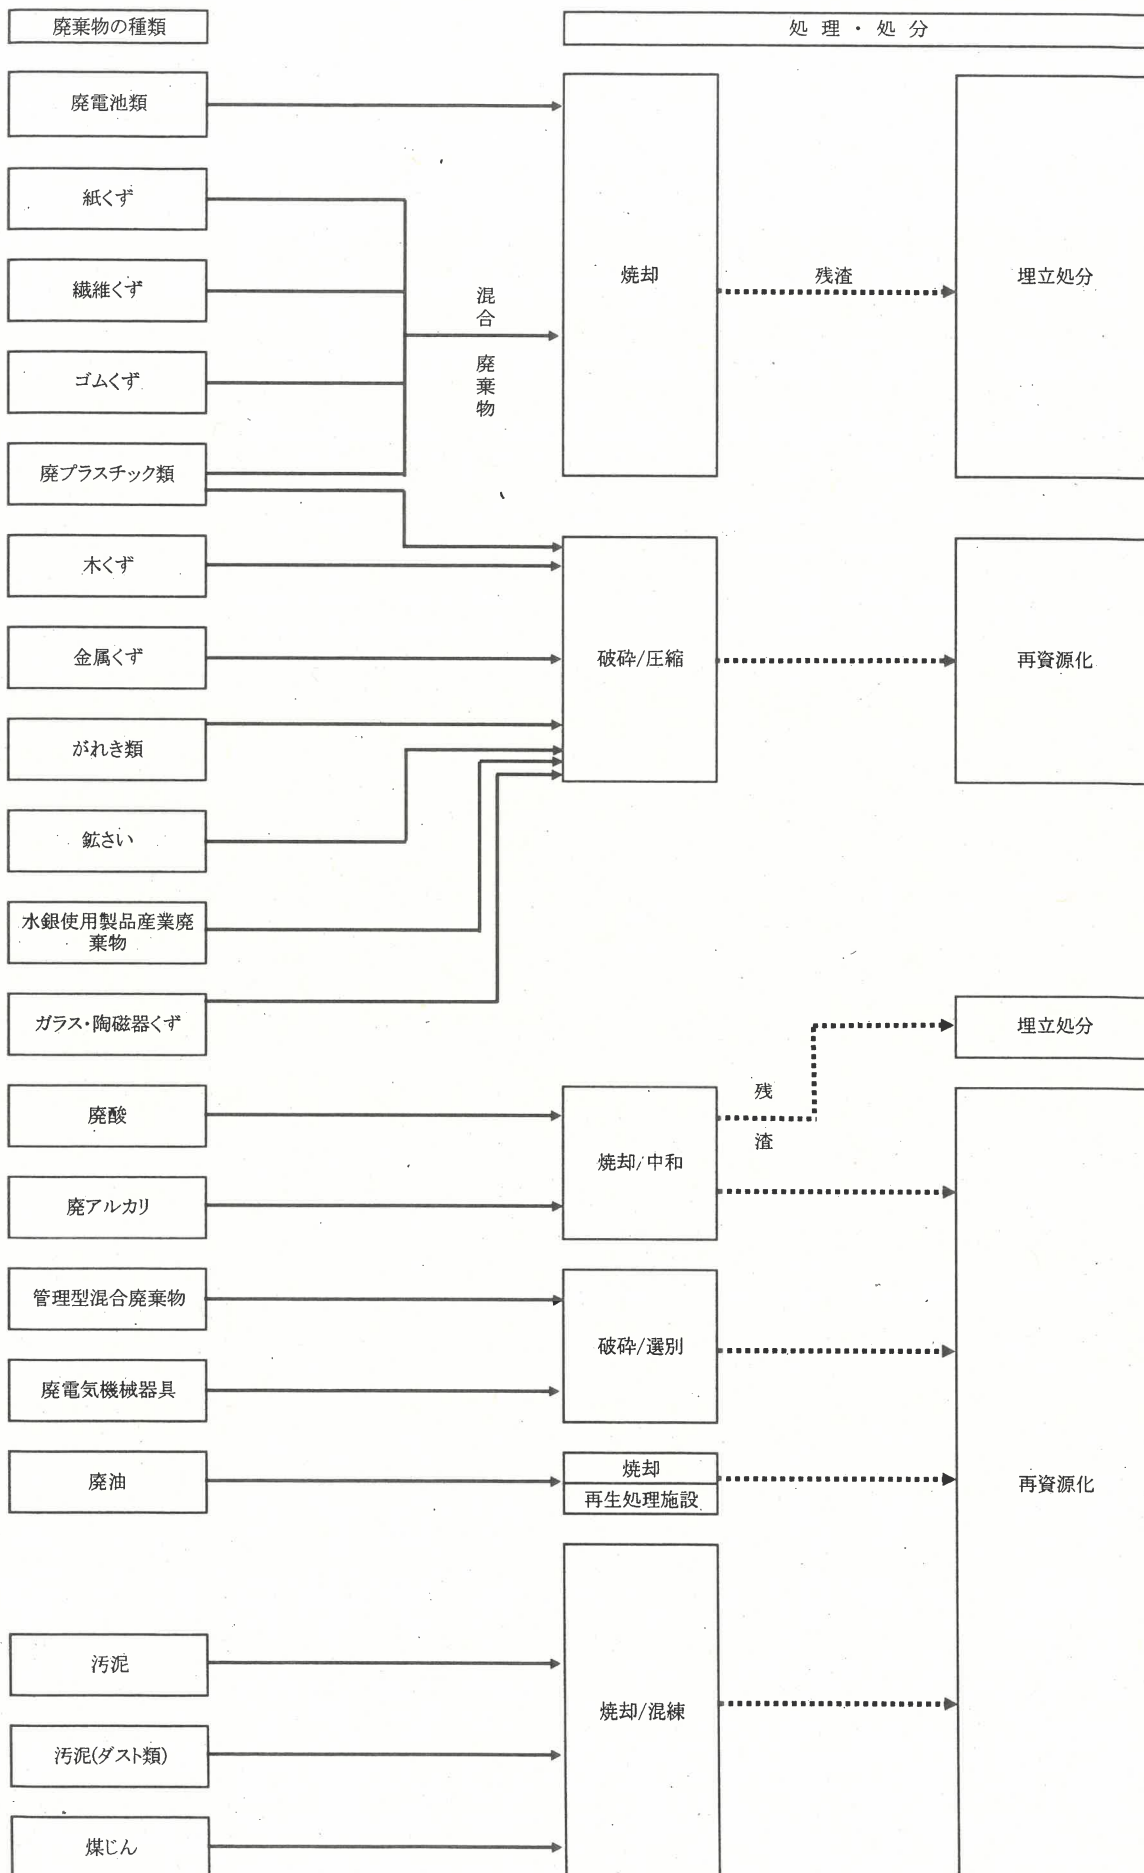 廃棄物の種類
処理・処分
廃電池類
紙くず
繊維くず
ゴムくず
廃プラスチック類
混合
廃棄物
焼却
残渣
埋立処分
木くず
金属くず
がれき類
鉱さい
水銀使用製品産業廃
棄物
ガラス・陶磁器くず
破砕/圧縮
再資源化
廃酸
廃アルカリ
焼却/中和
残
渣
埋立処分
管理型混合廃棄物
廃電気機械器具
破砕/選別
廃油
焼却
再生処理施設
再資源化
汚泥
汚泥(ダスト類)
煤じん
焼却/混練